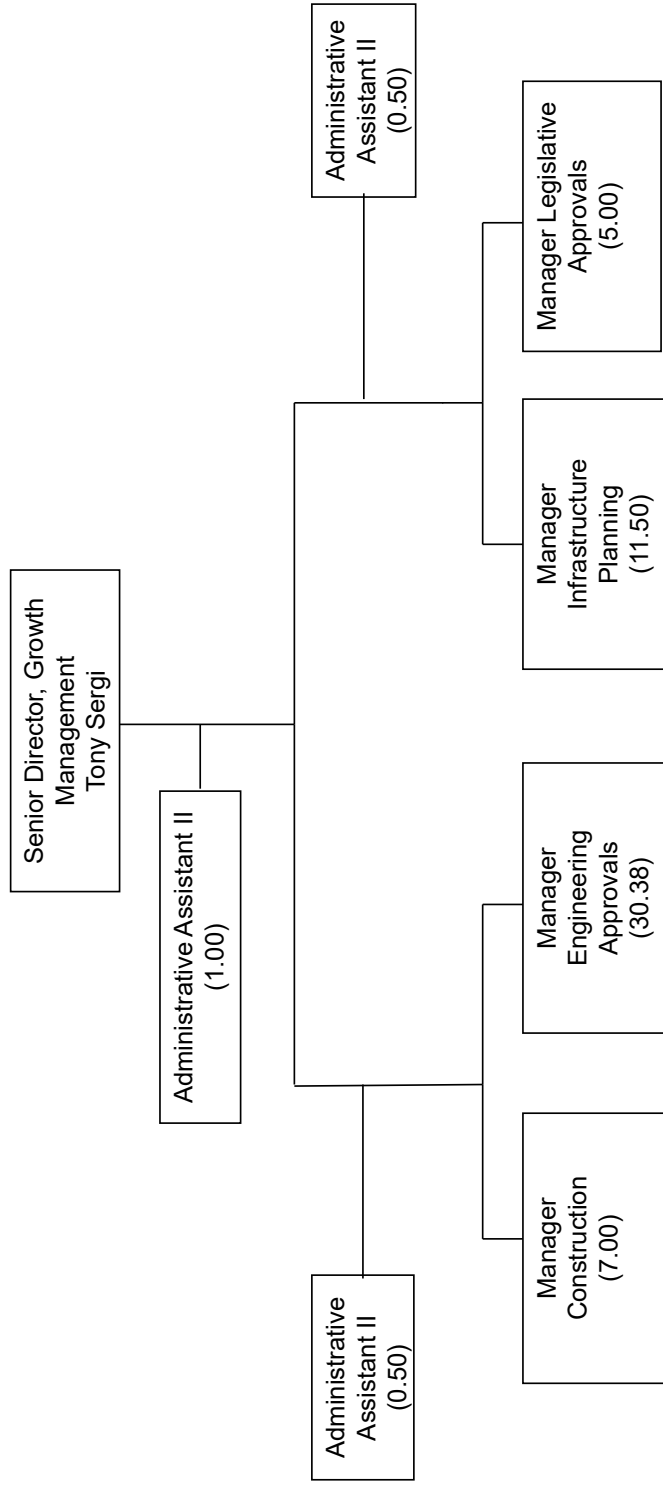 Senior Director, Growth
Management
Tony Sergi
Administrative Assistant II
(1.00)
Administrative
Assistant II
(0.50)
Administrative
Assistant II
(0.50)
Manager
Construction
(7.00)
Manager
Engineering
Approvals
(30.38)
Manager
Infrastructure
Planning
(11.50)
Manager Legislative
Approvals
(5.00)